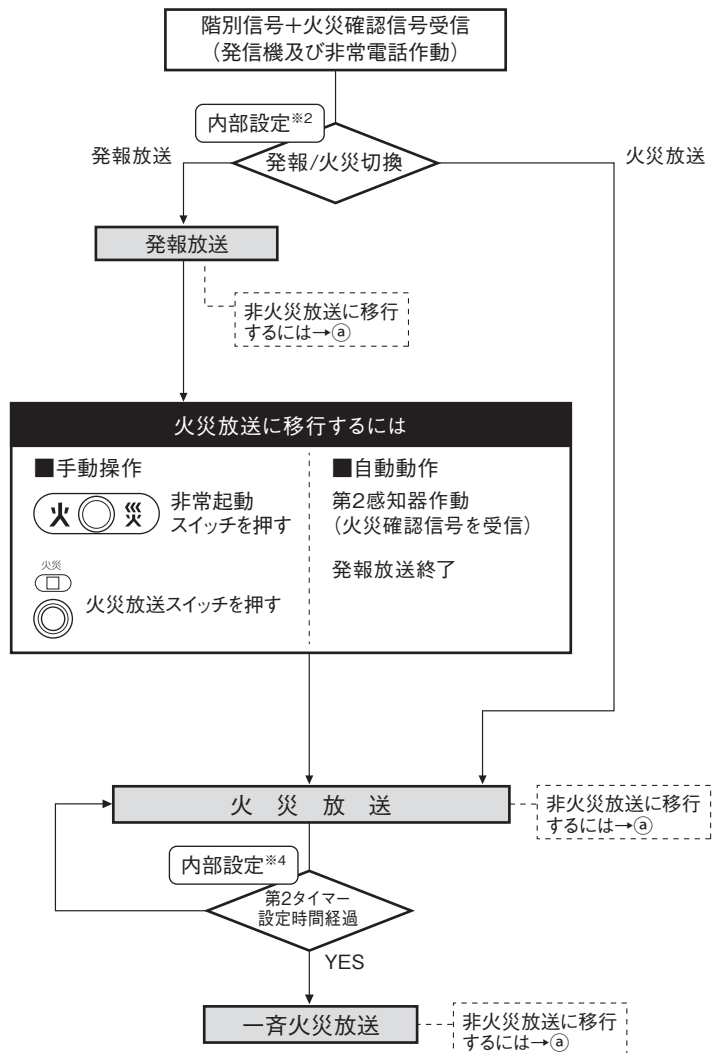 階別信号+火災確認信号受信
(発信機及び非常電話作動)
内部設定※2
発報放送
発報/火災切換
火災放送
発報放送
非火災放送に移行
するには→ⓐ
火災放送に移行するには
■手動操作
火 災
非常起動
スイッチを押す
火災
火災放送スイッチを押す
■自動動作
第2感知器作動
(火災確認信号を受信)
発報放送終了
火 災 放 送
非火災放送に移行
するには→ⓐ
内部設定※4
第2タイマー
設定時間経過
YES
一斉火災放送
非火災放送に移行
するには→ⓐ